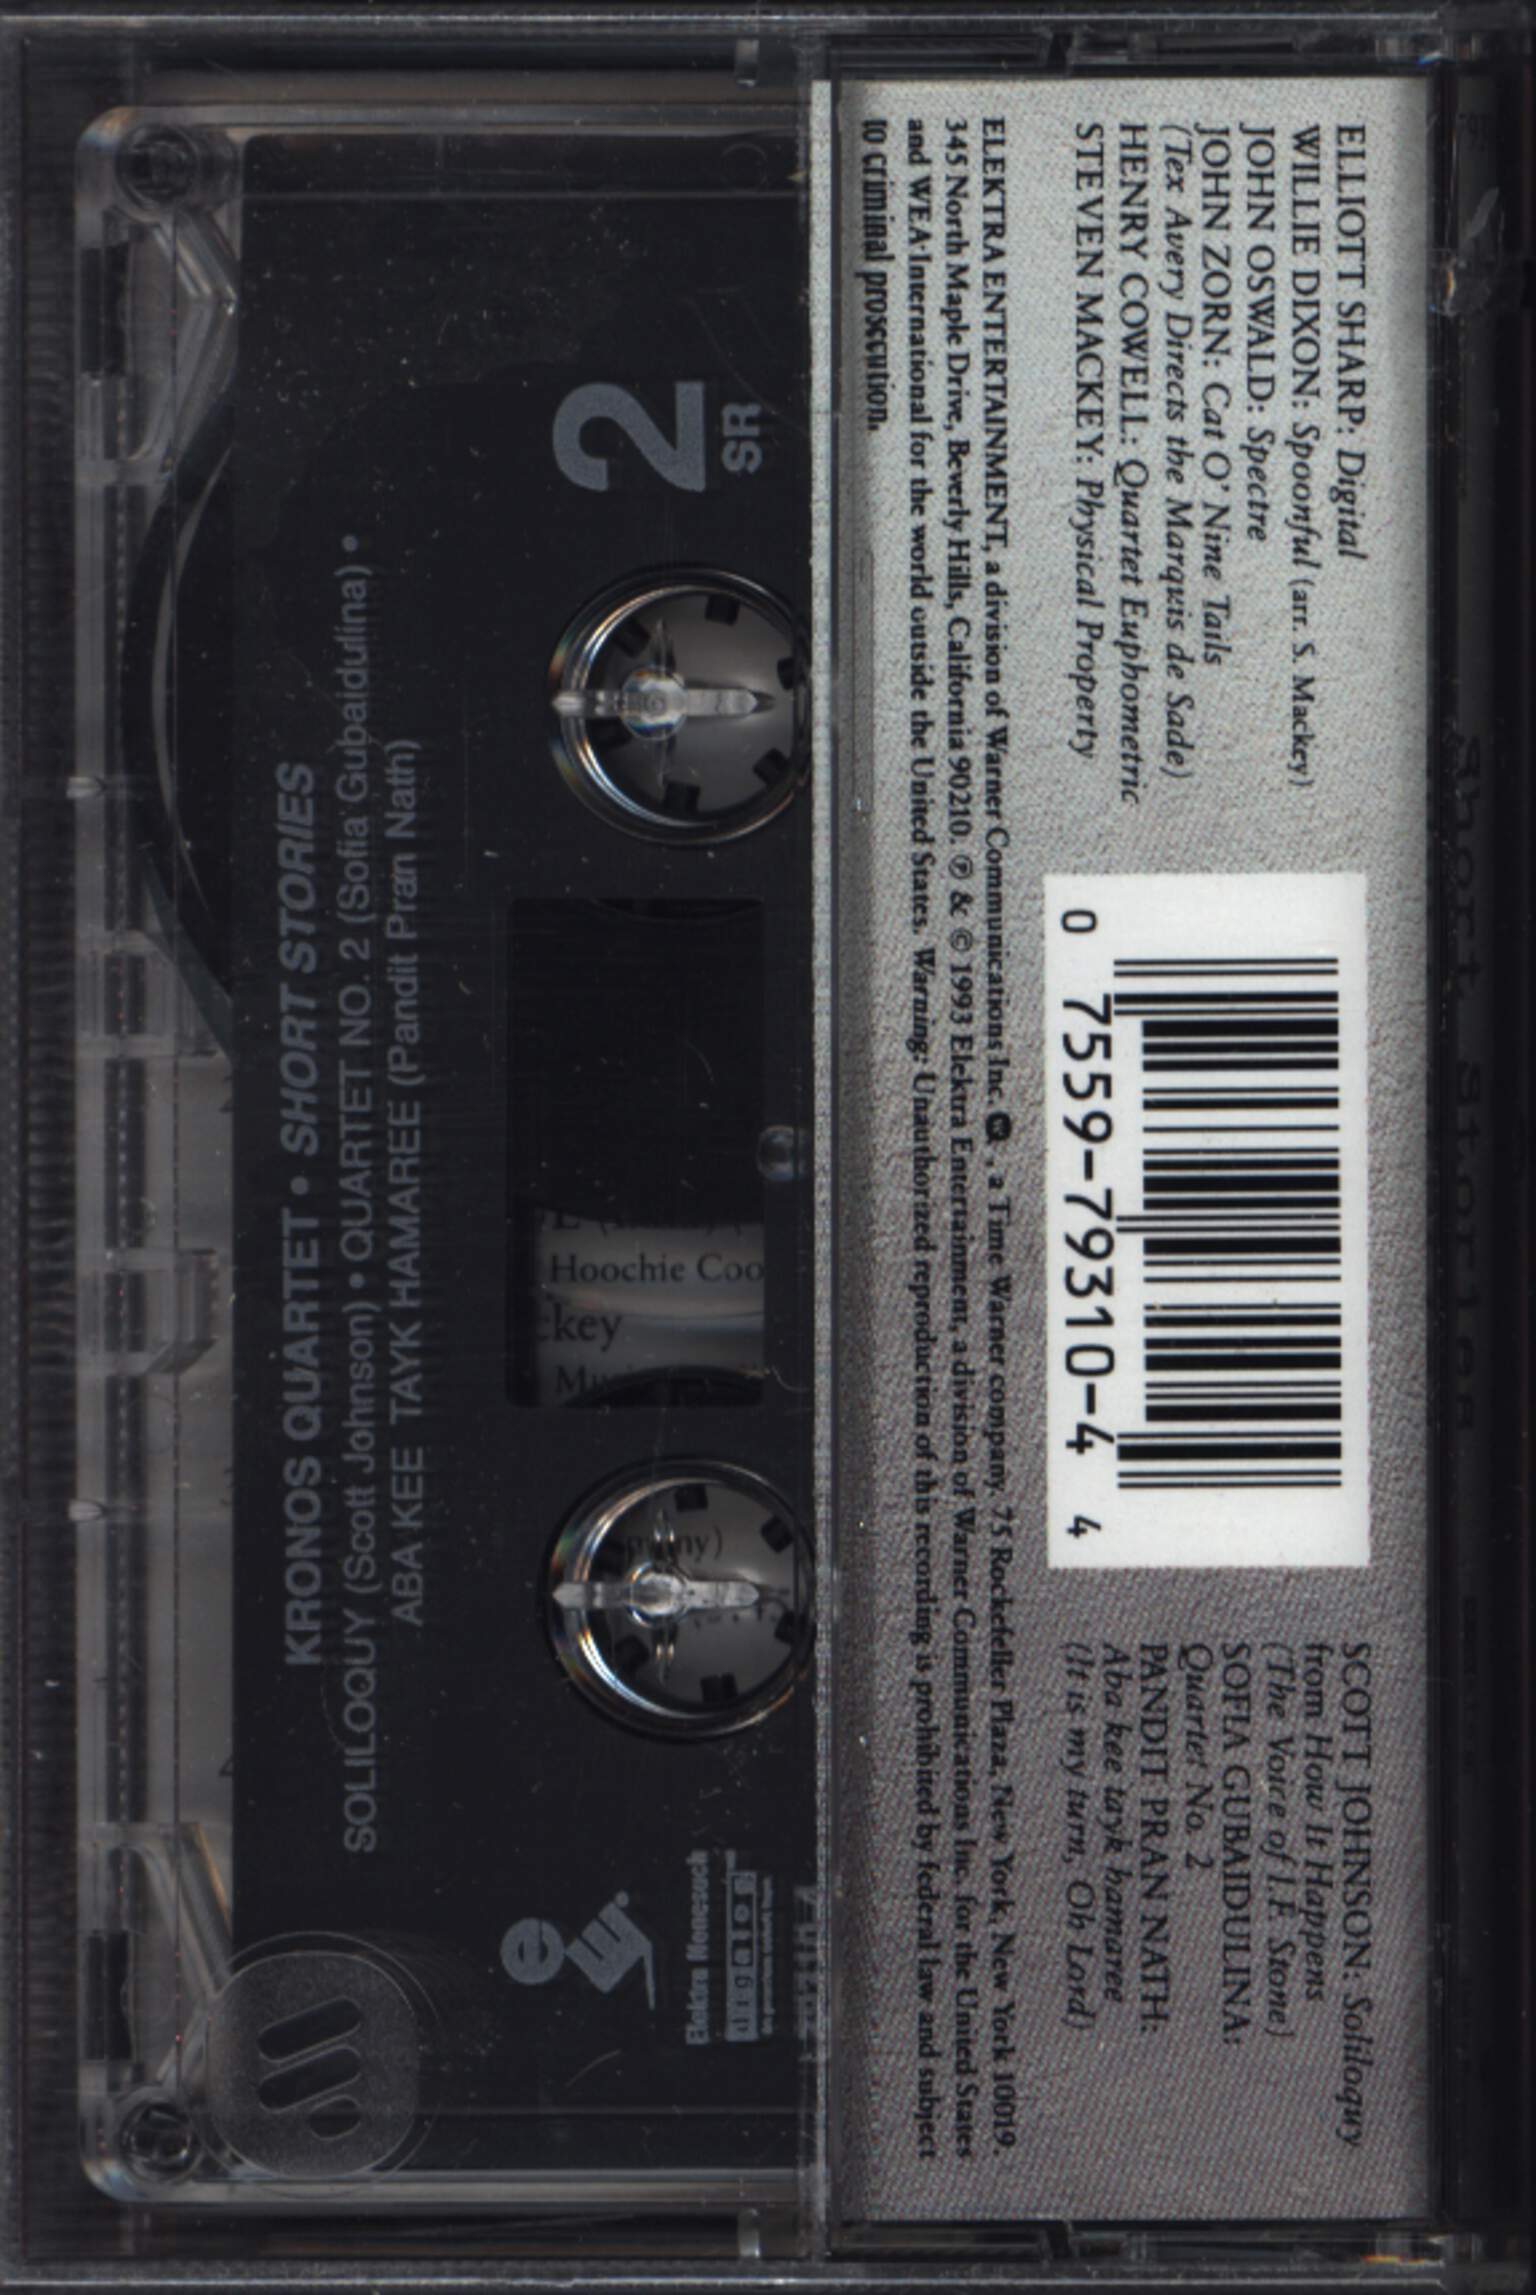 ELLIOTT SHARP: Digital
WILLIE DIXON: Spoonful (arr. S. Mackey)
JOHN OSWALD: Spectre
JOHN ZORN: Cat O' Nine Tails
(Tex Avery Directs the Marquis de Sade)
HENRY COWELL: Quartet Euphometric
STEVEN MACKEY: Physical Property
0 7559-79310-4 4
SCOTT JOHNSON: Soliloquy
from How It Happens
(The Voice of I.F. Stone)
SOFIA GUBAIDULINA:
Quartet No. 2
PANDIT PRAN NATH:
Aba kee tayk hamaree
(It is my turn, Oh Lord)
ELEKTRA ENTERTAINMENT, a division of Warner Communications Inc. , a Time Warner company. 75 Rockefeller Plaza, New York, New York 10019.
345 North Maple Drive, Beverly Hills, California 90210. ℗ & © 1993 Elektra Entertainment, a division of Warner Communications Inc. for the United States
and WEA International for the world outside the United States. Warning: Unauthorized reproduction of this recording is prohibited by federal law and subject
to criminal prosecution.
KRONOS QUARTET • SHORT STORIES
SOLILOQUY (Scott Johnson) • QUARTET NO. 2 (Sofia Gubaidulina) •
ABA KEE TAYK HAMAREE (Pandit Pran Nath)
2
SR
Hoochie Coo
ckey
e
Elektra Nonesuch
digalog
Short Stories